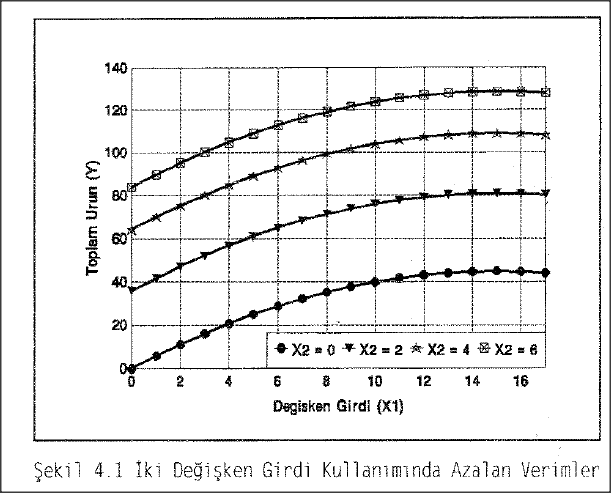 140
120
100
80
60
40
20
0
Toplam Urun (Y)
0 2 4 6 8 10 12 14 16
X2 = 0 X2 = 2 X2 = 4 X2 = 6
Degisken Girdi (X1)
Şekil 4.1 İki Değişken Girdi Kullanımında Azalan Verimler